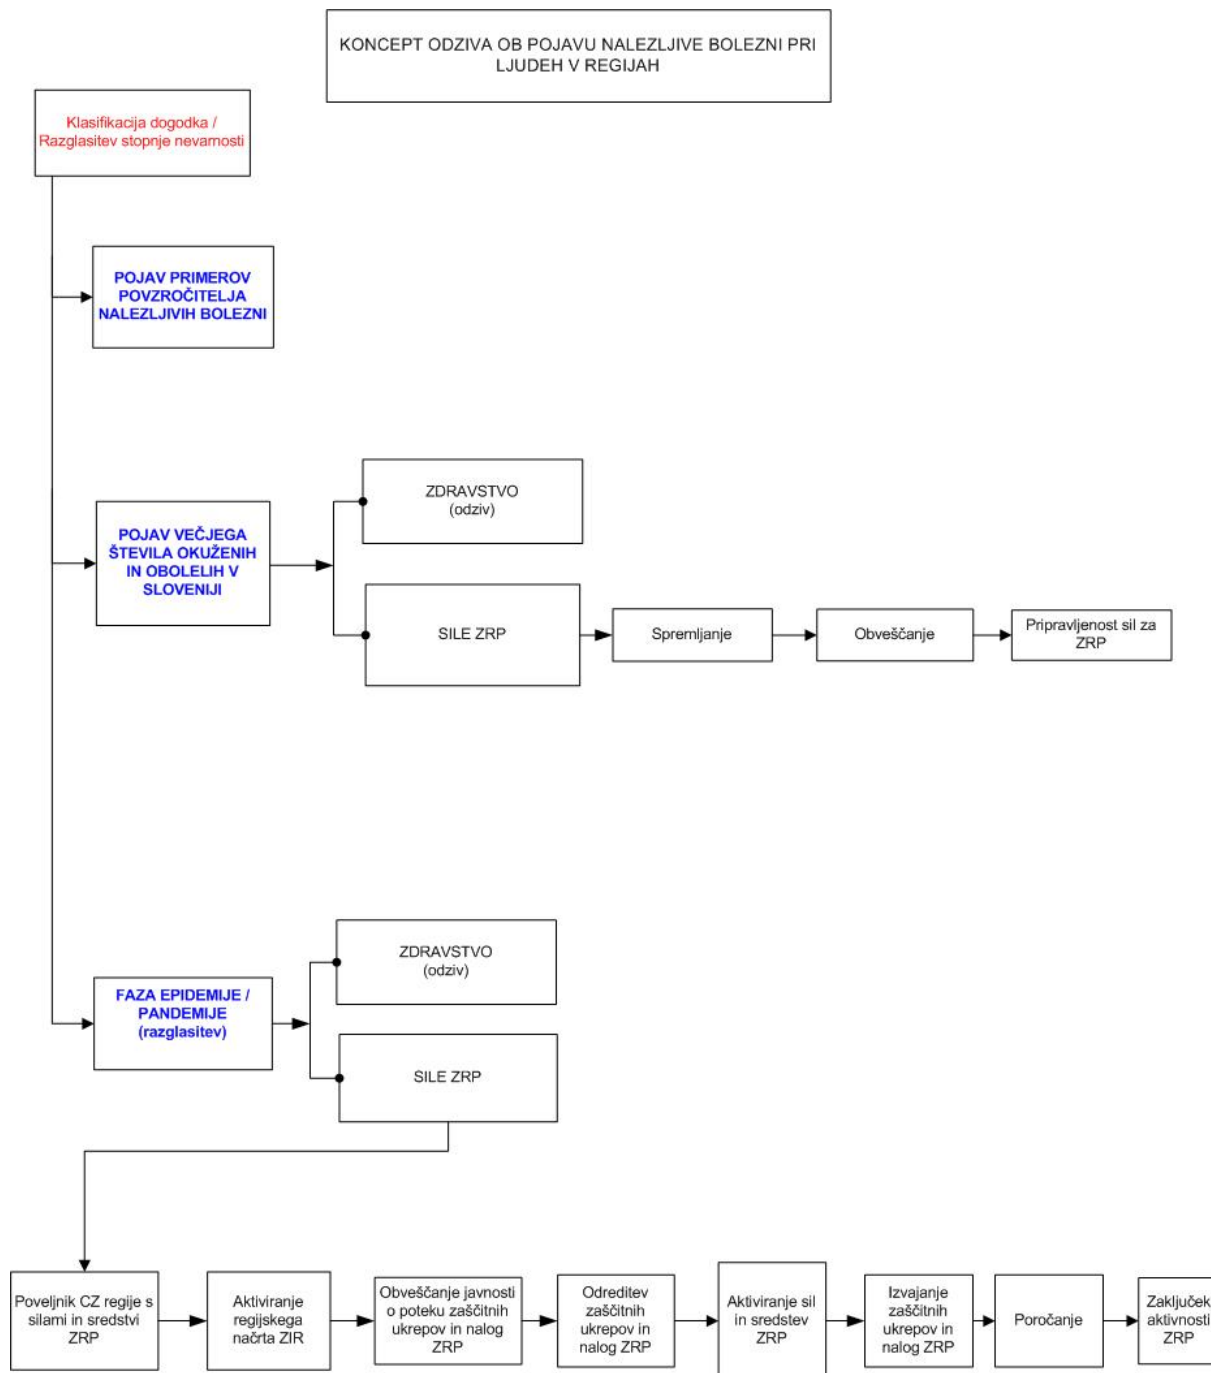 KONCEPT ODZIVA OB POJAVU NALEZLJIVE BOLEZNI PRI
LJUDEH V REGIJAH
Klasifikacija dogodka /
Razglasitev stopnje nevarnosti
POJAV PRIMEROV
POVZROČITELJA
NALEZLJIVIH BOLEZNI
POJAV VEČJEGA
ŠTEVILA OKUŽENIH
IN OBOLELIH V
SLOVENIJI
ZDRAVSTVO
(odziv)
SILE ZRP
Spremljanje
Obveščanje
Pripravljenost sil za
ZRP
FAZA EPIDEMIJE /
PANDEMIJE
(razglasitev)
ZDRAVSTVO
(odziv)
SILE ZRP
Poveljnik CZ regije s
silami in sredstvi
ZRP
Aktiviranje
regijskega
načrta ZIR
Obveščanje javnosti
o poteku zaščitnih
ukrepov in nalog
ZRP
Odreditev
zaščitnih
ukrepov in
nalog ZRP
Aktiviranje sil
in sredstev
ZRP
Izvajanje
zaščitnih
ukrepov in
nalog ZRP
Poročanje
Zaključek
aktivnosti
ZRP